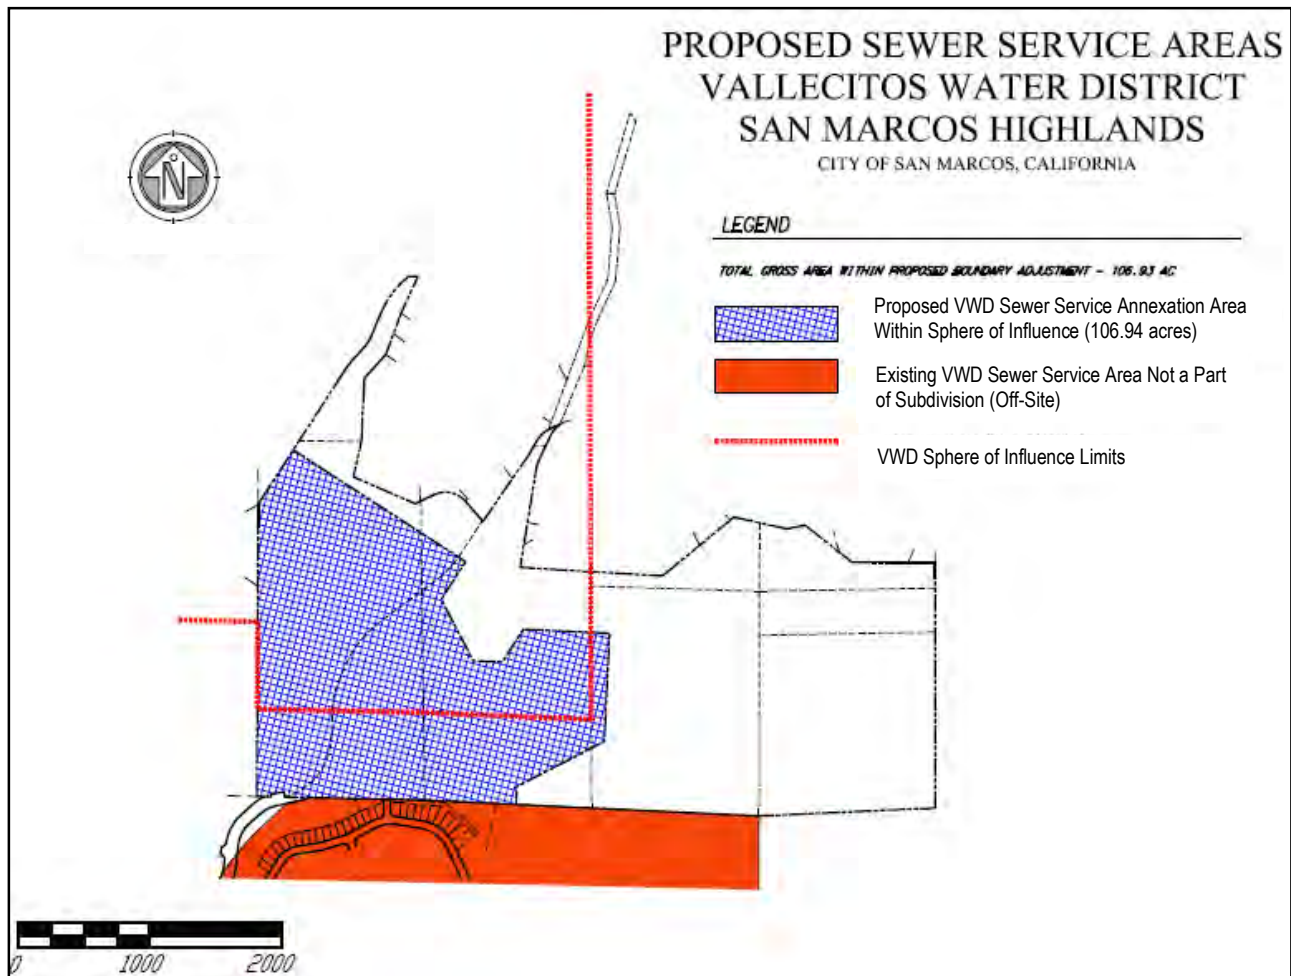 PROPOSED SEWER SERVICE AREAS
VALLECITOS WATER DISTRICT
SAN MARCOS HIGHLANDS
CITY OF SAN MARCOS, CALIFORNIA
N
LEGEND
TOTAL GROSS AREA WITHIN PROPOSED BOUNDARY ADJUSTMENT - 106.93 AC
Proposed VWD Sewer Service Annexation Area
Within Sphere of Influence (106.94 acres)
Existing VWD Sewer Service Area Not a Part
of Subdivision (Off-Site)
VWD Sphere of Influence Limits
0 1000 2000